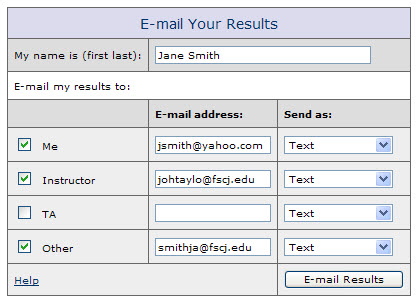 E-mail Your Results
My name is (first last): Jane Smith
E-mail my results to:
E-mail address: Send as:
Me jsmith@yahoo.com Text
Instructor johtaylo@fscj.edu Text
TA Text
Other smithja@fscj.edu Text
Help E-mail Results